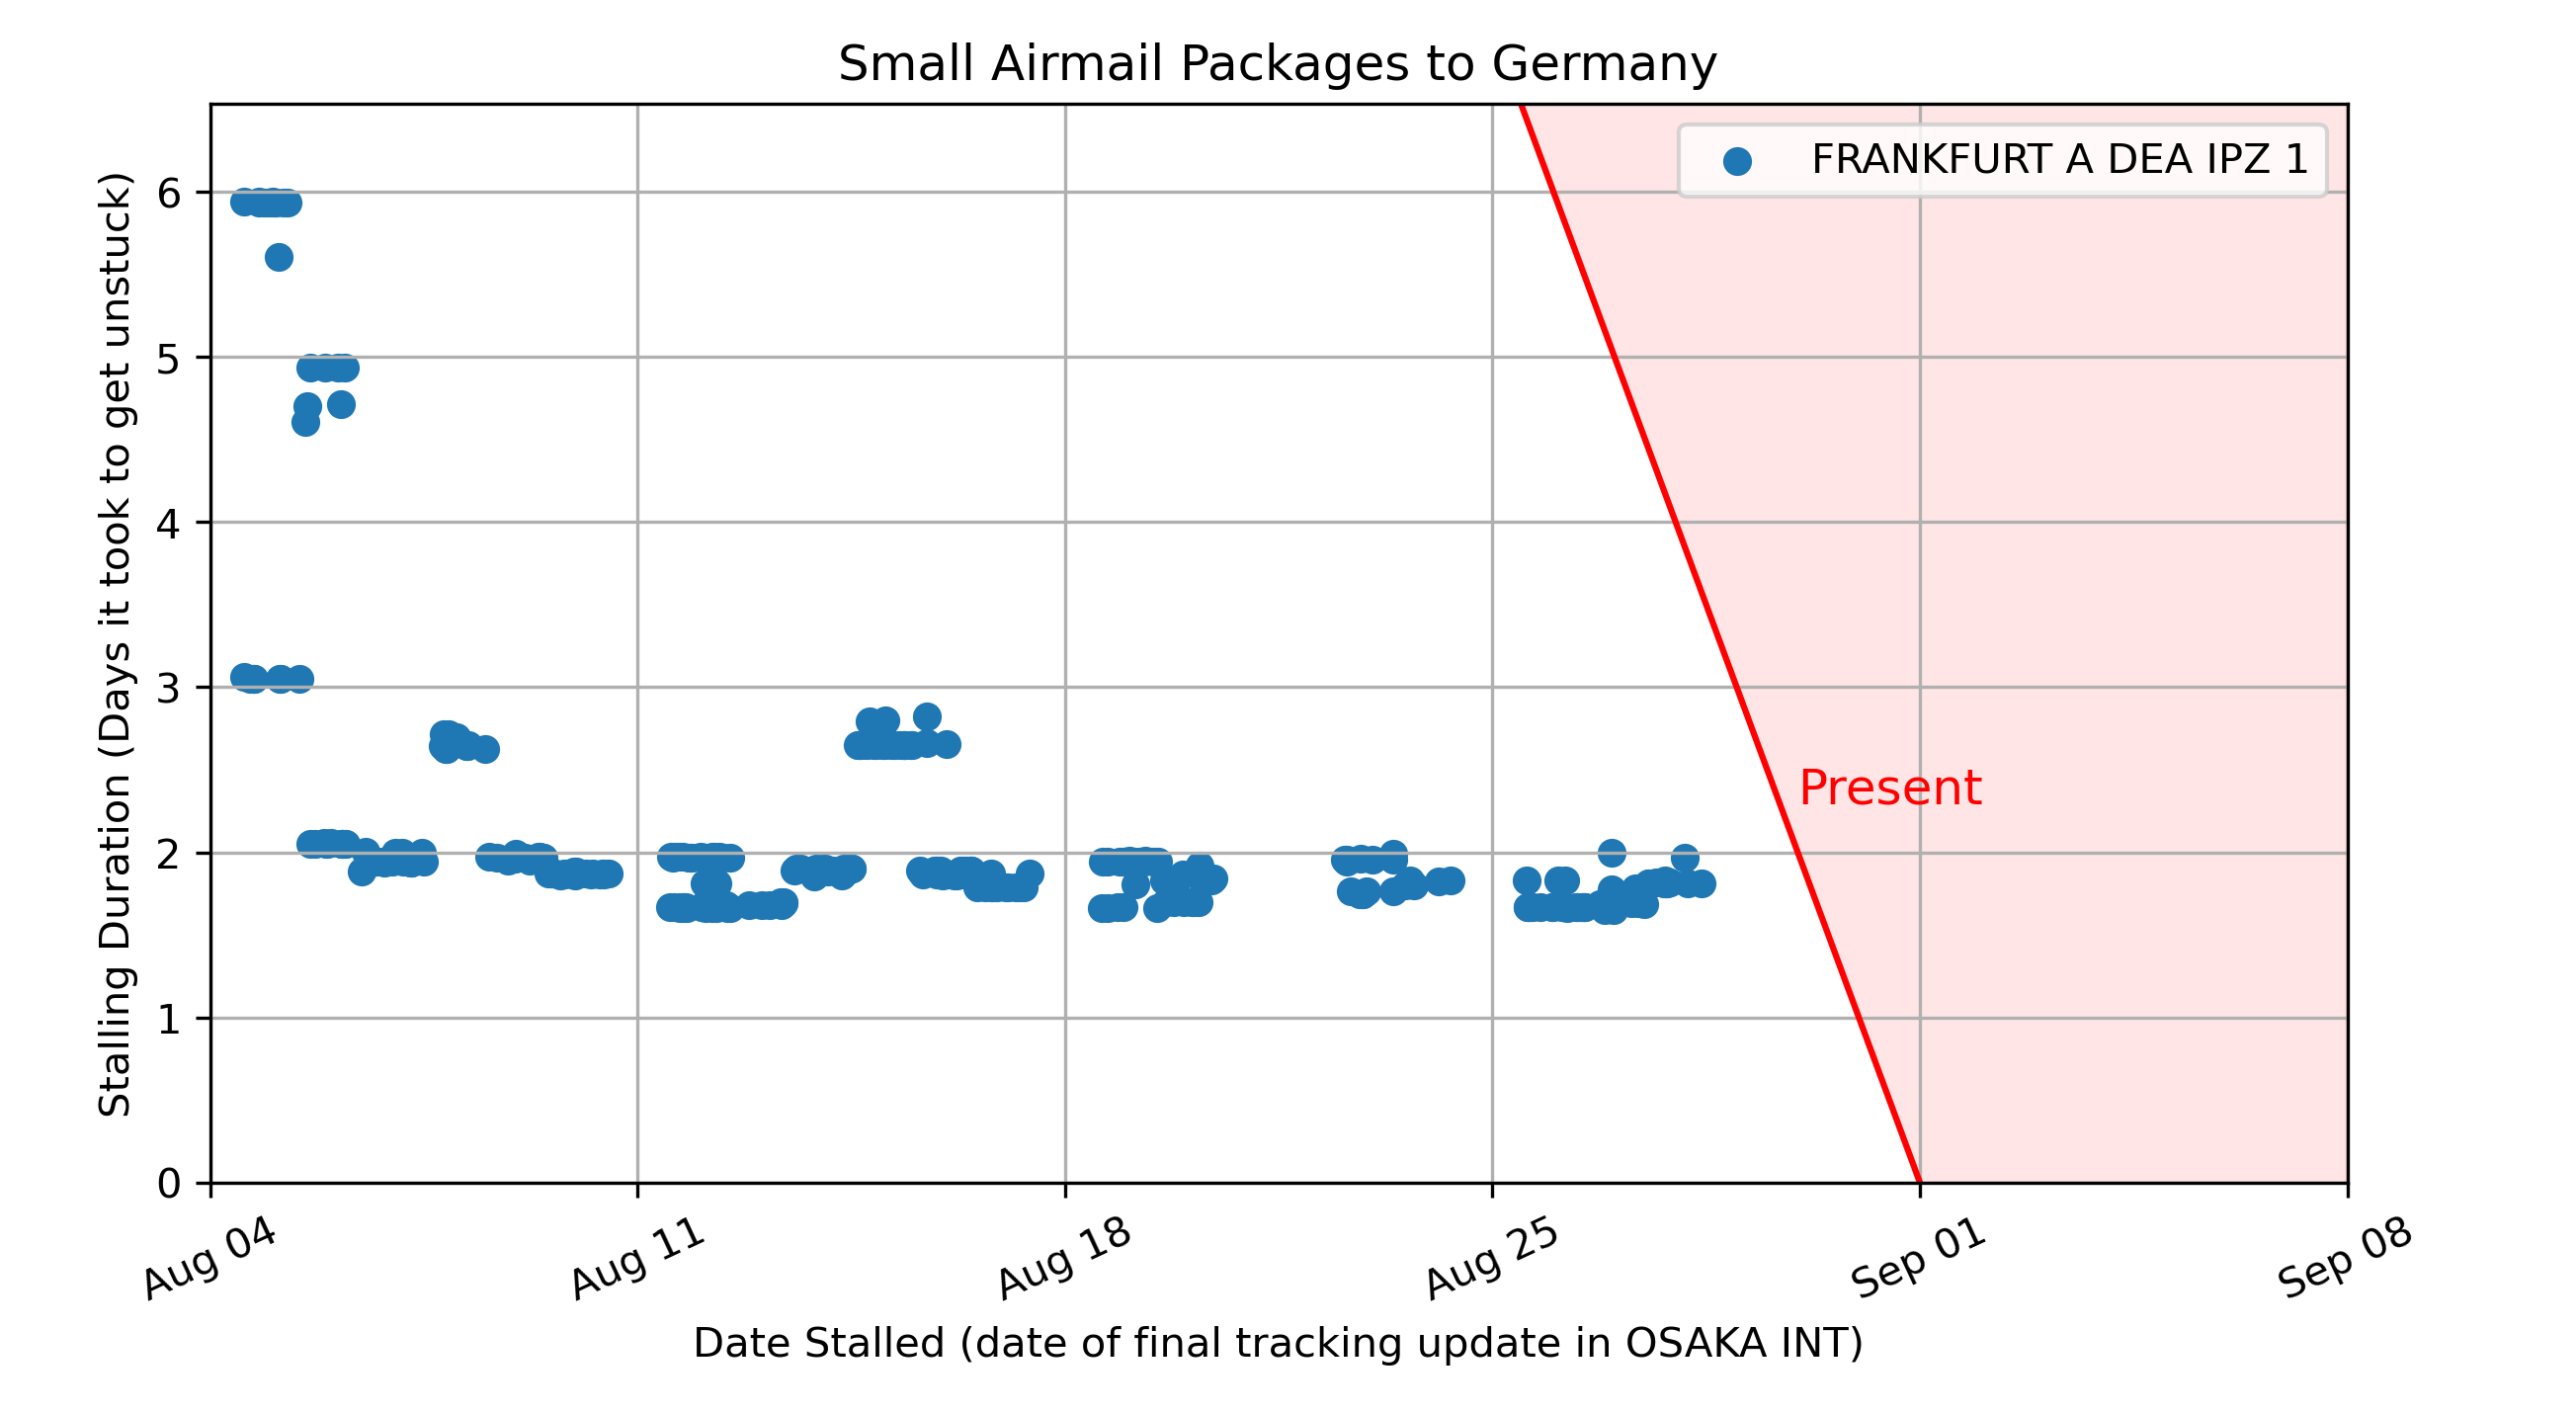 Small Airmail Packages to Germany
FRANKFURT A DEA IPZ 1
Stalling Duration (Days it took to get unstuck)
6
5
4
3
2
1
0
Present
Aug 04
Aug 11
Aug 18
Aug 25
Sep 01
Sep 08
Date Stalled (date of final tracking update in OSAKA INT)